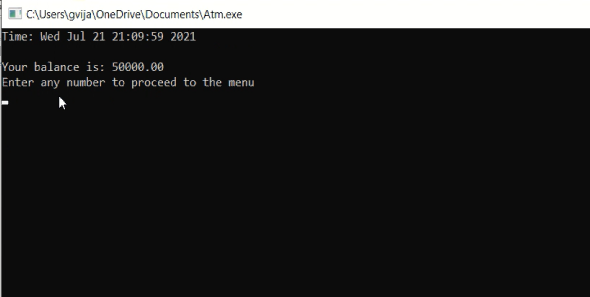 C:\Users\gvija\OneDrive\Documents\Atm.exe
Time: Wed Jul 21 21:09:59 2021
Your balance is: 50000.00
Enter any number to proceed to the menu